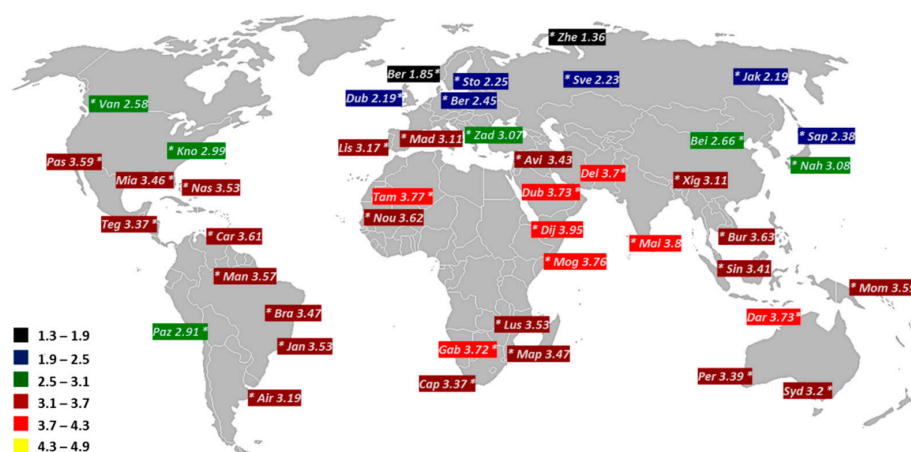 * Zhe 1.36
Ber 1.85 *
* Sto 2.25
* Sve 2.23
* Jak 2.19
Dub 2.19 *
* Ber 2.45
* Van 2.58
* Zad 3.07
* Mad 3.11
Bei 2.66 *
* Sap 2.38
* Kno 2.99
Lis 3.17 *
Pas 3.59 *
* Avi 3.43
* Nah 3.08
Mia 3.46 *
* Nas 3.53
Del 3.7 *
* Xig 3.11
Tam 3.77 *
Dub 3.73 *
* Nou 3.62
Teg 3.37 *
* Car 3.61
* Dij 3.95
* Mal 3.8
* Bur 3.63
* Mog 3.76
* Sin 3.41
* Man 3.57
* Mom 3.5
* Bra 3.47
Dar 3.73 *
Paz 2.91 *
* Lus 3.53
* Jan 3.53
Gab 3.72 *
* Map 3.47
Per 3.39 *
Cap 3.37 *
Syd 3.2 *
* Air 3.19
1.3 – 1.9
1.9 – 2.5
2.5 – 3.1
3.1 – 3.7
3.7 – 4.3
4.3 – 4.9